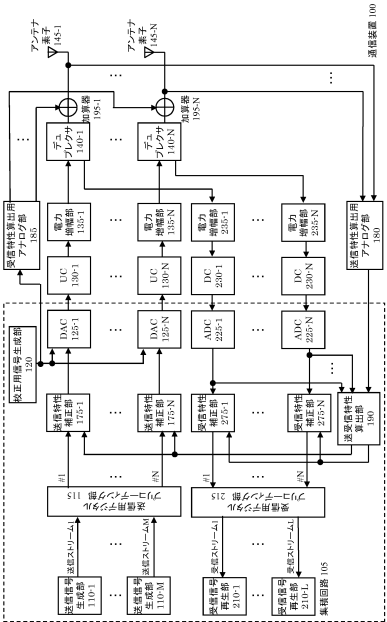 通信装置 100
集積回路 105
送信信号
生成部
110-1
送信信号
生成部
110-M
送信ストリーム1
送信ストリームM
送信用デジタル
プリコーディング部 115
#1
#N
校正用信号生成部
120
送信特性
補正部
175-1
送信特性
補正部
175-N
DAC
125-1
DAC
125-N
UC
130-1
UC
130-N
電力
増幅部
135-1
電力
増幅部
135-N
受信特性算出用
アナログ部
185
デュ
プレクサ
140-1
デュ
プレクサ
140-N
加算器
195-1
加算器
195-N
アンテナ
素子
145-1
アンテナ
素子
145-N
受信信号
再生部
210-1
受信信号
再生部
210-L
受信ストリーム1
受信ストリームL
受信用デジタル
プリコーディング部 215
#1
#N
受信特性
補正部
275-1
受信特性
補正部
275-N
送受信特性
算出部
190
ADC
225-1
ADC
225-N
DC
230-1
DC
230-N
電力
増幅部
235-1
電力
増幅部
235-N
送信特性算出用
アナログ部
180